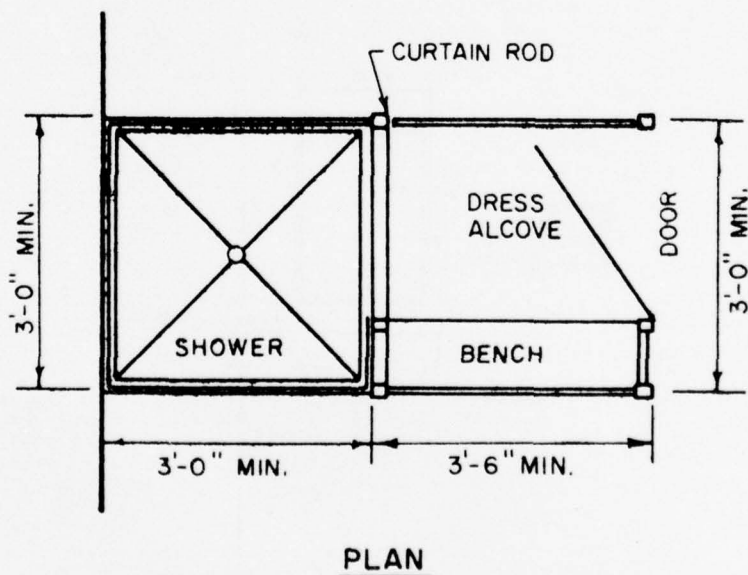 CURTAIN ROD
3'-0" MIN.
DRESS
ALCOVE
DOOR
3'-0" MIN.
SHOWER
BENCH
3'-0" MIN.
3'-6" MIN.
PLAN